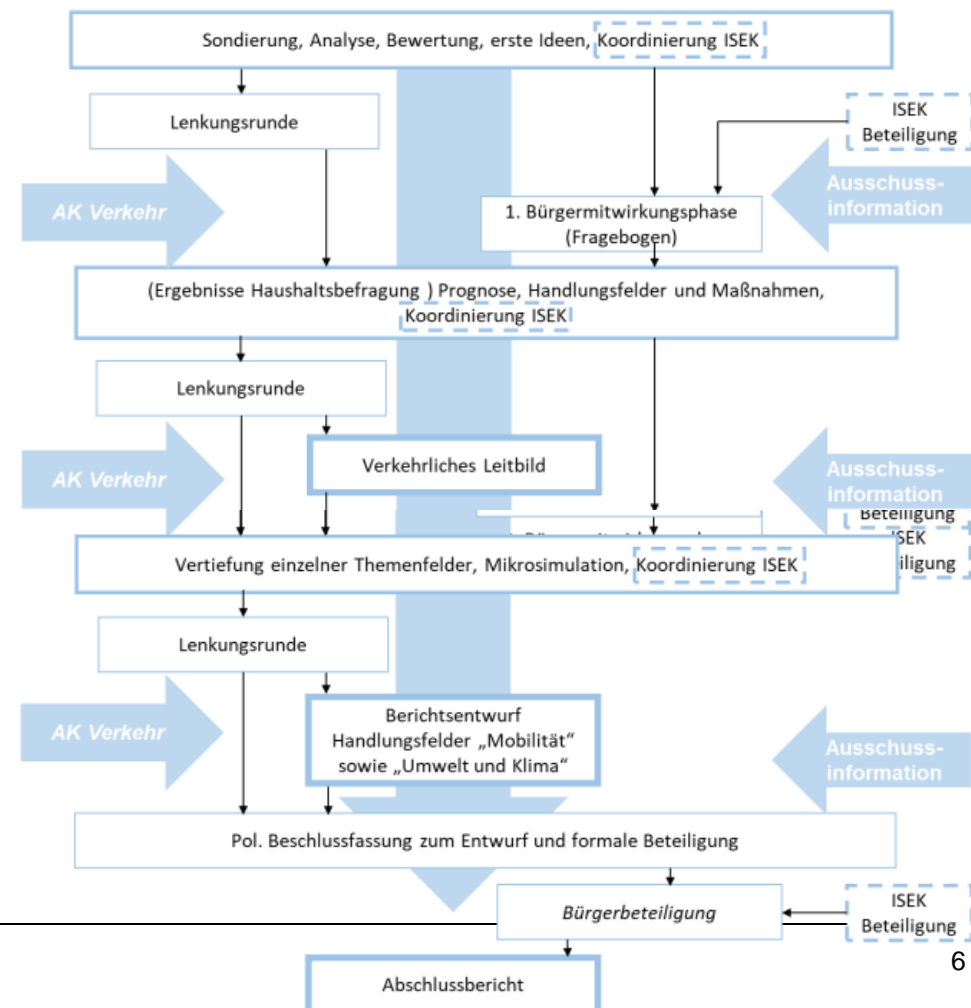 Sondierung, Analyse, Bewertung, erste Ideen, Koordinierung ISEK
Lenkungsrunde
ISEK
Beteiligung
AK Verkehr
Ausschuss-
information
1. Bürgermitwirkungsphase
(Fragebogen)
(Ergebnisse Haushaltsbefragung ) Prognose, Handlungsfelder und Maßnahmen,
Koordinierung ISEK
Lenkungsrunde
Verkehrliches Leitbild
AK Verkehr
Ausschuss-
information
Beteiligung
Vertiefung einzelner Themenfelder, Mikrosimulation, Koordinierung ISEK
Lenkungsrunde
AK Verkehr
Berichtsentwurf
Handlungsfelder „Mobilität“
sowie „Umwelt und Klima“
Ausschuss-
information
Pol. Beschlussfassung zum Entwurf und formale Beteiligung
Bürgerbeteiligung
ISEK
Beteiligung
6
Abschlussbericht